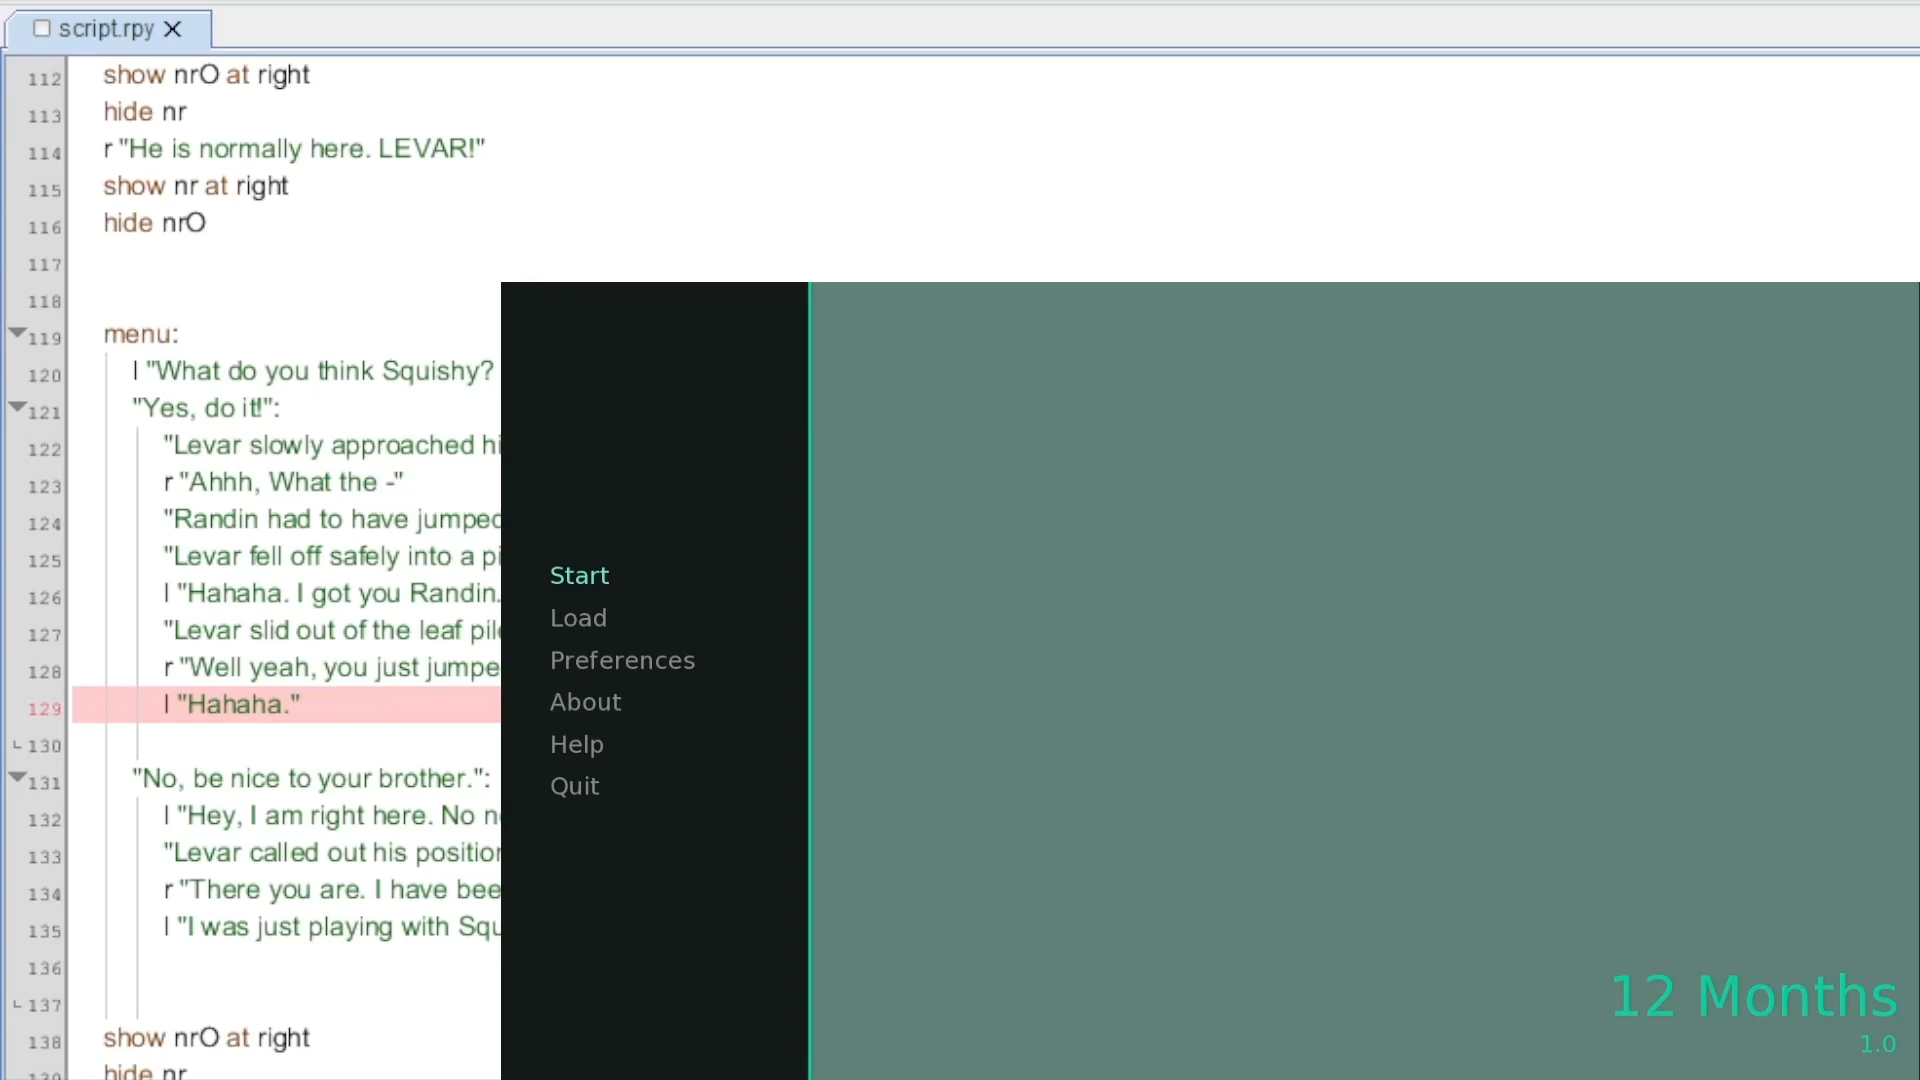 script.rpy
112 show nrO at right
113 hide nr
114 r "He is normally here. LEVAR!"
115 show nr at right
116 hide nrO
117
118
119 menu:
120 l "What do you think Squishy?
121 "Yes, do it!":
122 "Levar slowly approached hi
123 r "Ahhh, What the -"
124 "Randin had to have jumped
125 "Levar fell off safely into a pi
126 l "Hahaha. I got you Randin.
127 "Levar slid out of the leaf pile
128 r "Well yeah, you just jumpe
129 l "Hahaha."
130
131 "No, be nice to your brother.":
132 l "Hey, I am right here. No n
133 "Levar called out his position
134 r "There you are. I have bee
135 l "I was just playing with Squ
136
137
138 show nrO at right
139 hide nr
Start
Load
Preferences
About
Help
Quit
12 Months
1.0